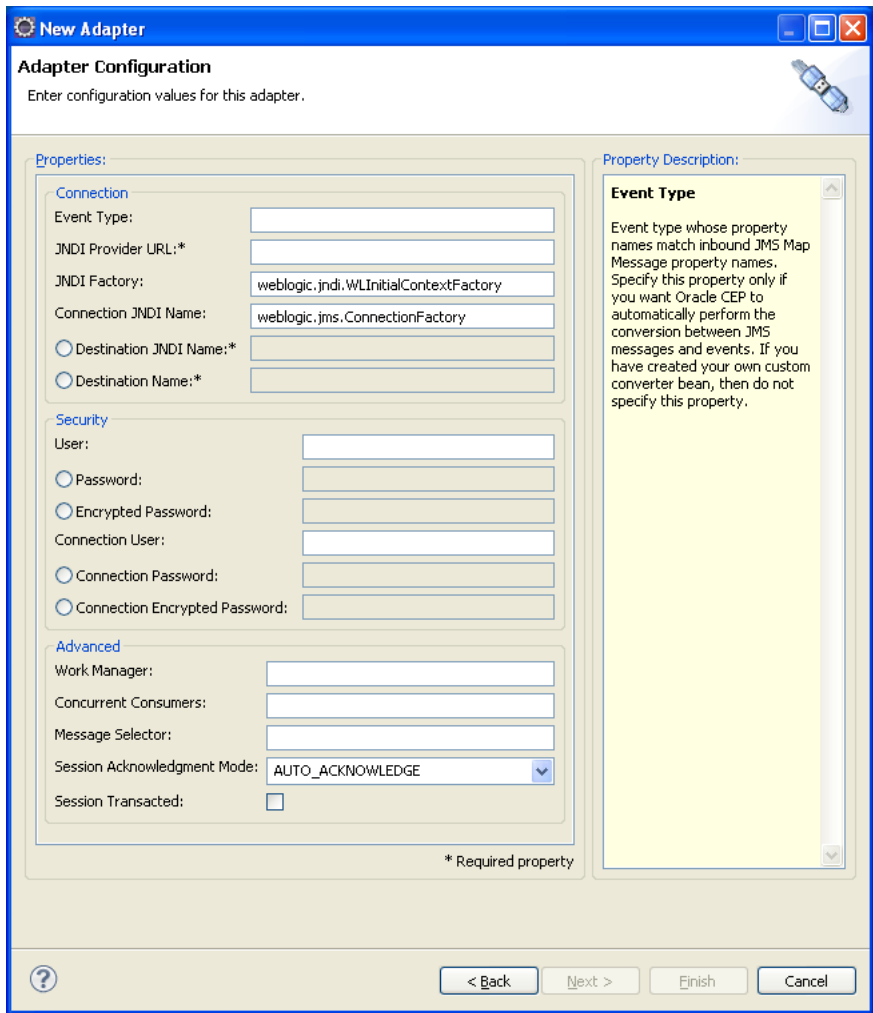 New Adapter
Adapter Configuration
Enter configuration values for this adapter.
Properties:
Connection
Event Type:
JNDI Provider URL:*
JNDI Factory: weblogic.jndi.WLInitialContextFactory
Connection JNDI Name: weblogic.jms.ConnectionFactory
Destination JNDI Name:*
Destination Name:*
Security
User:
Password:
Encrypted Password:
Connection User:
Connection Password:
Connection Encrypted Password:
Advanced
Work Manager:
Concurrent Consumers:
Message Selector:
Session Acknowledgment Mode: AUTO_ACKNOWLEDGE
Session Transacted:
* Required property
Property Description:
Event Type
Event type whose property
names match inbound JMS Map
Message property names.
Specify this property only if
you want Oracle CEP to
automatically perform the
conversion between JMS
messages and events. If you
have created your own custom
converter bean, then do not
specify this property.
?
< Back
Next >
Finish
Cancel